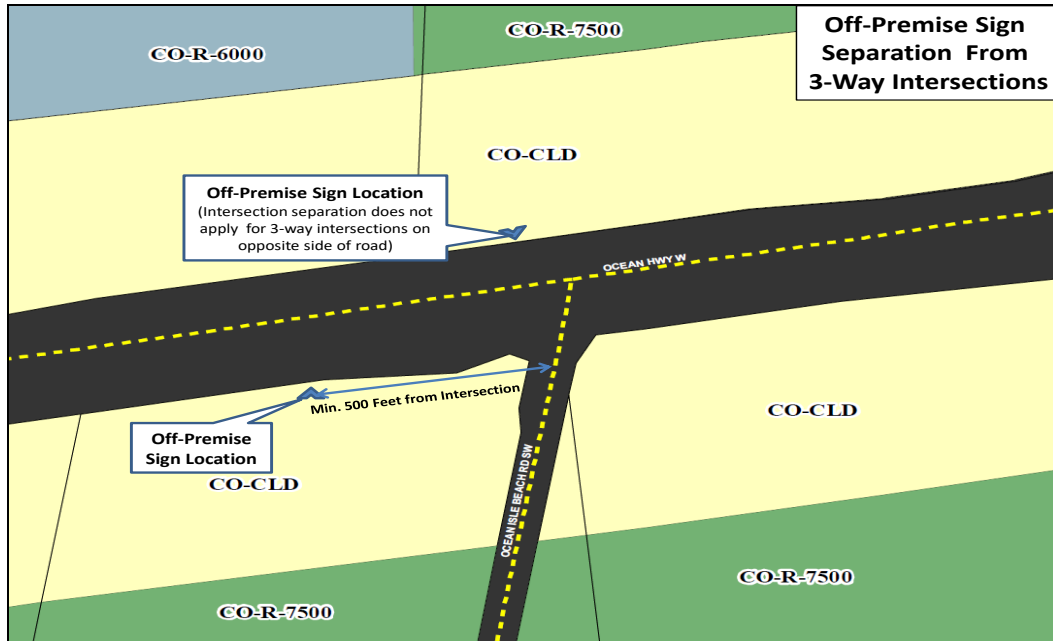 Off-Premise Sign
Separation From
3-Way Intersections
CO-R-6000
CO-R-7500
CO-CLD
Off-Premise Sign Location
(Intersection separation does not
apply for 3-way intersections on
opposite side of road)
OCEAN HWY W
Min. 500 Feet from Intersection
CO-CLD
Off-Premise
Sign Location
CO-CLD
OCEAN ISLE BEACH RD SW
CO-R-7500
CO-R-7500